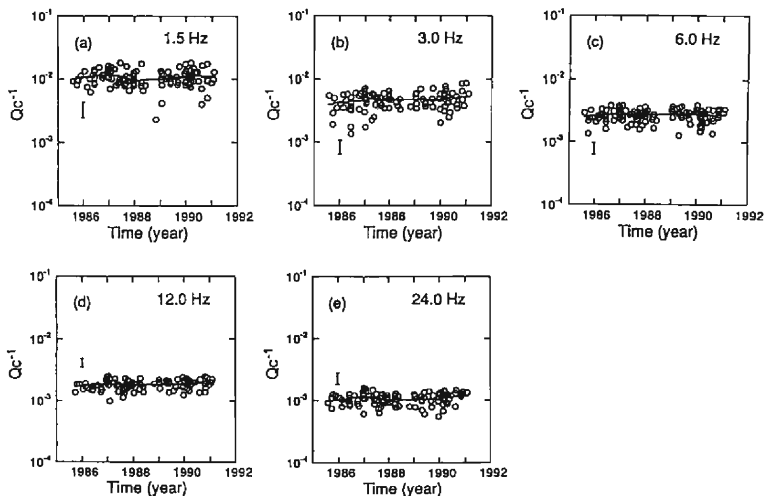 (a) 1.5 Hz
10^-1
10^-2
10^-3
10^-4
Qc^-1
1986 1988 1990 1992
Time (year)
(b) 3.0 Hz
10^-1
10^-2
10^-3
10^-4
Qc^-1
1986 1988 1990 1992
Time (year)
(c) 6.0 Hz
10^-1
10^-2
10^-3
10^-4
Qc^-1
1986 1988 1990 1992
Time (year)
(d) 12.0 Hz
10^-1
10^-2
10^-3
10^-4
Qc^-1
1986 1988 1990 1992
Time (year)
(e) 24.0 Hz
10^-1
10^-2
10^-3
10^-4
Qc^-1
1986 1988 1990 1992
Time (year)